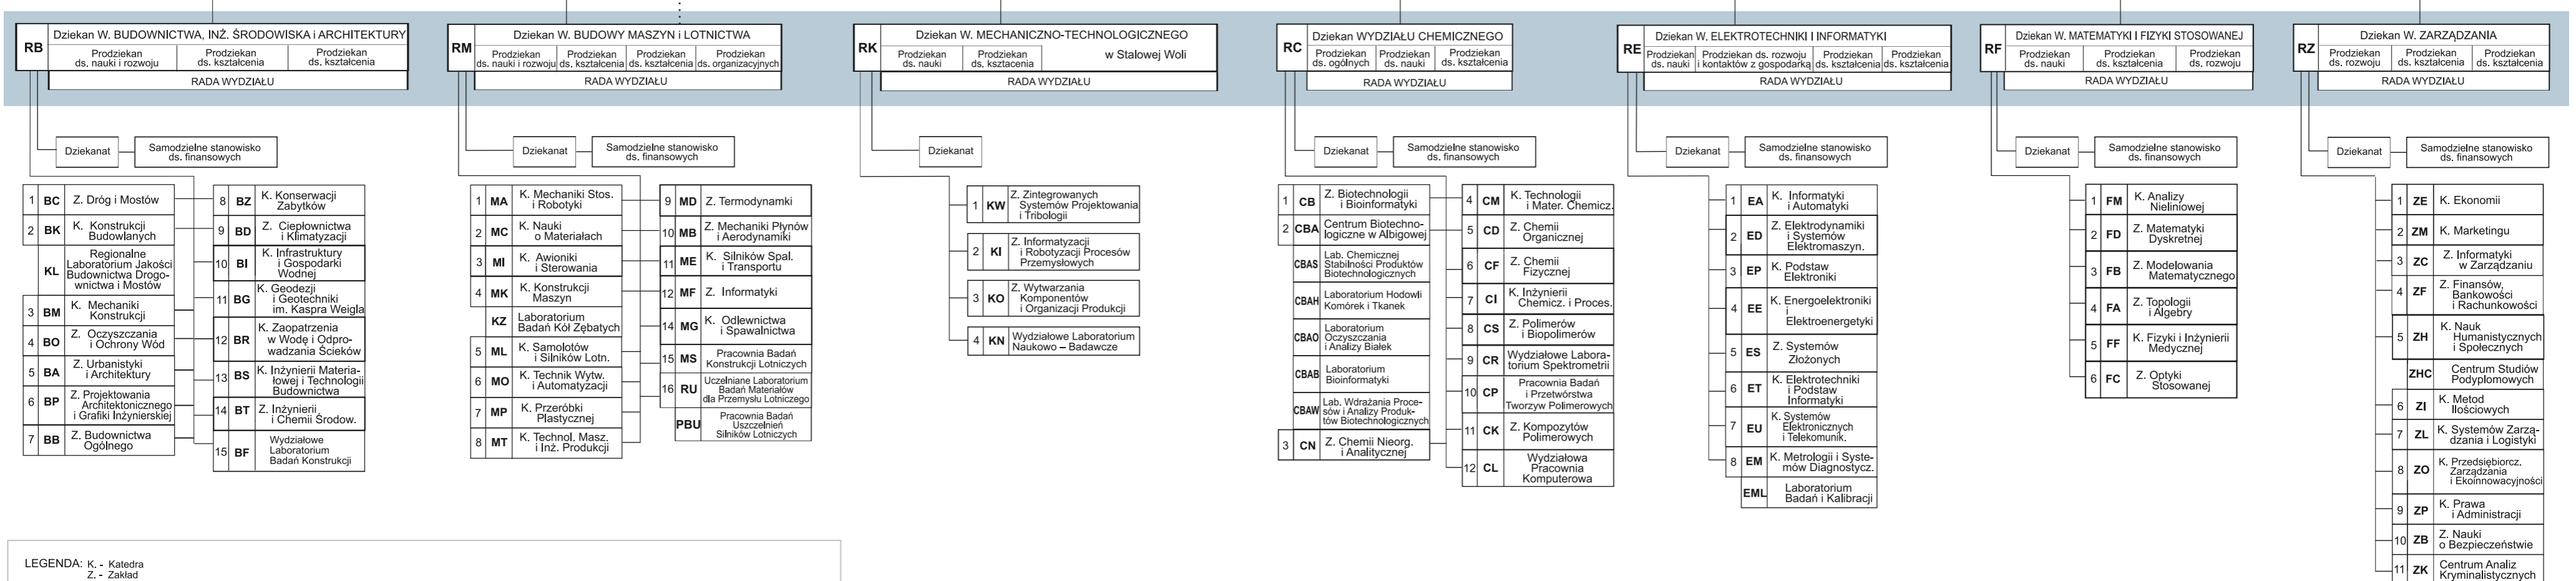 RB
Dziekan W. BUDOWNICTWA, INŻ. ŚRODOWISKA i ARCHITEKTURY
Prodziekan
ds. nauki i rozwoju
Prodziekan
ds. kształcenia
Prodziekan
ds. kształcenia
RADA WYDZIAŁU
Dziekanat
Samodzielne stanowisko
ds. finansowych
1 BC Z. Dróg i Mostów
2 BK K. Konstrukcji
Budowlanych
KL Regionalne
Laboratorium Jakości
Budownictwa Drogo-
wnictwa i Mostów
3 BM K. Mechaniki
Konstrukcji
4 BO Z. Oczyszczania
i Ochrony Wód
5 BA Z. Urbanistyki
i Architektury
6 BP Z. Projektowania
Architektonicznego
i Grafiki Inżynierskiej
7 BB Z. Budownictwa
Ogólnego
8 BZ K. Konserwacji
Zabytków
9 BD Z. Ciepłownictwa
i Klimatyzacji
10 BI K. Infrastruktury
i Gospodarki
Wodnej
11 BG K. Geodezji
i Geotechniki
im. Kaspra Weigla
12 BR K. Zaopatrzenia
w Wodę i Odpro-
wadzania Ścieków
13 BS K. Inżynierii Materia-
łowej i Technologii
Budownictwa
14 BT Z. Inżynierii
i Chemii Środow.
15 BF Wydziałowe
Laboratorium
Badań Konstrukcji
RM
Dziekan W. BUDOWY MASZYN i LOTNICTWA
Prodziekan
ds. nauki i rozwoju
Prodziekan
ds. kształcenia
Prodziekan
ds. kształcenia
Prodziekan
ds. organizacyjnych
RADA WYDZIAŁU
Dziekanat
Samodzielne stanowisko
ds. finansowych
1 MA K. Mechaniki Stos.
i Robotyki
2 MC K. Nauki
o Materiałach
3 MI K. Awioniki
i Sterowania
4 MK K. Konstrukcji
Maszyn
KZ Laboratorium
Badań Kół Zębatych
5 ML K. Samolotów
i Silników Lotn.
6 MO K. Technik Wytw.
i Automatyzacji
7 MP K. Przeróbki
Plastycznej
8 MT K. Technol. Masz.
i Inż. Produkcji
9 MD Z. Termodynamki
10 MB Z. Mechaniki Płynów
i Aerodynamiki
11 ME K. Silników Spal.
i Transportu
12 MF Z. Informatyki
14 MG K. Odlewnictwa
i Spawalnictwa
15 MS Pracownia Badań
Konstrukcji Lotniczych
16 RU Uczelniane Laboratorium
Badań Materiałów
dla Przemysłu Lotniczego
PBU Pracownia Badań
Uszczelnień
Silników Lotniczych
RK
Dziekan W. MECHANICZNO-TECHNOLOGICZNEGO
w Stalowej Woli
Prodziekan
ds. nauki
Prodziekan
ds. kształcenia
RADA WYDZIAŁU
Dziekanat
1 KW Z. Zintegrowanych
Systemów Projektowania
i Tribologii
2 KI Z. Informatyzacji
i Robotyzacji Procesów
Przemysłowych
3 KO Z. Wytwarzania
Komponentów
i Organizacji Produkcji
4 KN Wydziałowe Laboratorium
Naukowo – Badawcze
RC
Dziekan WYDZIAŁU CHEMICZNEGO
Prodziekan
ds. ogólnych
Prodziekan
ds. nauki
Prodziekan
ds. kształcenia
RADA WYDZIAŁU
Dziekanat
Samodzielne stanowisko
ds. finansowych
1 CB Z. Biotechnologii
i Bioinformatyki
2 CBA Centrum Biotechno-
logiczne w Albigowej
CBAS Lab. Chemicznej
Stabilności Produktów
Biotechnologicznych
CBAH Laboratorium Hodowli
Komórek i Tkanek
CBAO Laboratorium
Oczyszczania
i Analizy Białek
CBAB Laboratorium
Bioinformatyki
CBAW Lab. Wdrażania Proce-
sów i Analizy Produk-
tów Biotechnologicznych
3 CN Z. Chemii Nieorg.
i Analitycznej
4 CM K. Technologii
i Mater. Chemicz.
5 CD Z. Chemii
Organicznej
6 CF Z. Chemii
Fizycznej
7 CI K. Inżynierii
Chemicz. i Proces.
8 CS Z. Polimerów
i Biopolimerów
9 CR Wydziałowe Labora-
torium Spektrometrii
10 CP Pracownia Badań
i Przetwórstwa
Tworzyw Polimerowych
11 CK Z. Kompozytów
Polimerowych
12 CL Wydziałowa
Pracownia
Komputerowa
RE
Dziekan W. ELEKTROTECHNIKI I INFORMATYKI
Prodziekan
ds. nauki
Prodziekan ds. rozwoju
i kontaktów z gospodarką
Prodziekan
ds. kształcenia
Prodziekan
ds. kształcenia
RADA WYDZIAŁU
Dziekanat
Samodzielne stanowisko
ds. finansowych
1 EA K. Informatyki
i Automatyki
2 ED Z. Elektrodynamiki
i Systemów
Elektromaszyn.
3 EP K. Podstaw
Elektroniki
4 EE K. Energoelektroniki
i
Elektroenergetyki
5 ES Z. Systemów
Złożonych
6 ET K. Elektrotechniki
i Podstaw
Informatyki
7 EU K. Systemów
Elektronicznych
i Telekomunik.
8 EM K. Metrologii i Syste-
mów Diagnostycz.
EML Laboratorium
Badań i Kalibracji
RF
Dziekan W. MATEMATYKI I FIZYKI STOSOWANEJ
Prodziekan
ds. nauki
Prodziekan
ds. kształcenia
Prodziekan
ds. rozwoju
RADA WYDZIAŁU
Dziekanat
Samodzielne stanowisko
ds. finansowych
1 FM K. Analizy
Nieliniowej
2 FD Z. Matematyki
Dyskretnej
3 FB Z. Modelowania
Matematycznego
4 FA Z. Topologii
i Algebry
5 FF K. Fizyki i Inżynierii
Medycznej
6 FC Z. Optyki
Stosowanej
RZ
Dziekan W. ZARZĄDZANIA
Prodziekan
ds. rozwoju
Prodziekan
ds. kształcenia
Prodziekan
ds. kształcenia
RADA WYDZIAŁU
Dziekanat
Samodzielne stanowisko
ds. finansowych
1 ZE K. Ekonomii
2 ZM K. Marketingu
3 ZC Z. Informatyki
w Zarządzaniu
4 ZF Z. Finansów,
Bankowości
i Rachunkowości
5 ZH K. Nauk
Humanistycznych
i Społecznych
ZHC Centrum Studiów
Podyplomowych
6 ZI K. Metod
Ilościowych
7 ZL K. Systemów Zarzą-
dzania i Logistyki
8 ZO K. Przedsiębiorcz.
Zarządzania
i Ekoinnowacyjności
9 ZP K. Prawa
i Administracji
10 ZB Z. Nauki
o Bezpieczeństwie
11 ZK Centrum Analiz
Kryminalistycznych
LEGENDA: K. - Katedra
Z. - Zakład